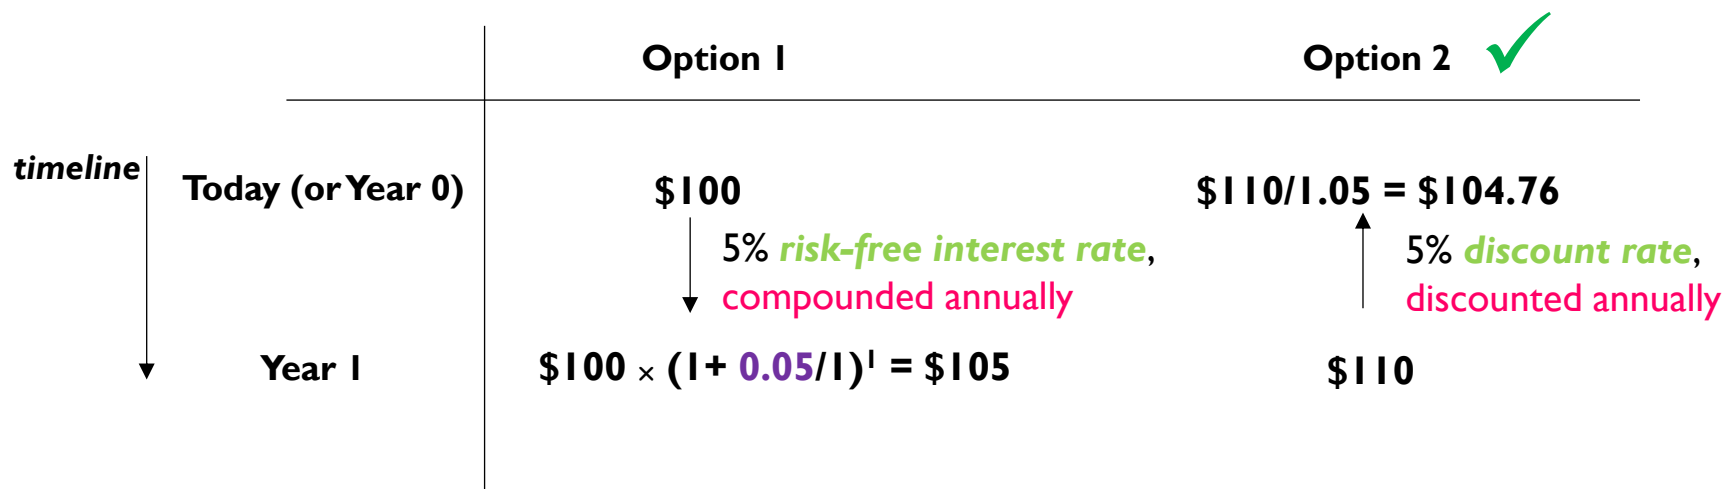 Option 1 Option 2
timeline
Today (or Year 0) $100 $110/1.05 = $104.76
5% risk-free interest rate, 5% discount rate,
compounded annually discounted annually
Year 1 $100 × (1+ 0.05/1)¹ = $105 $110